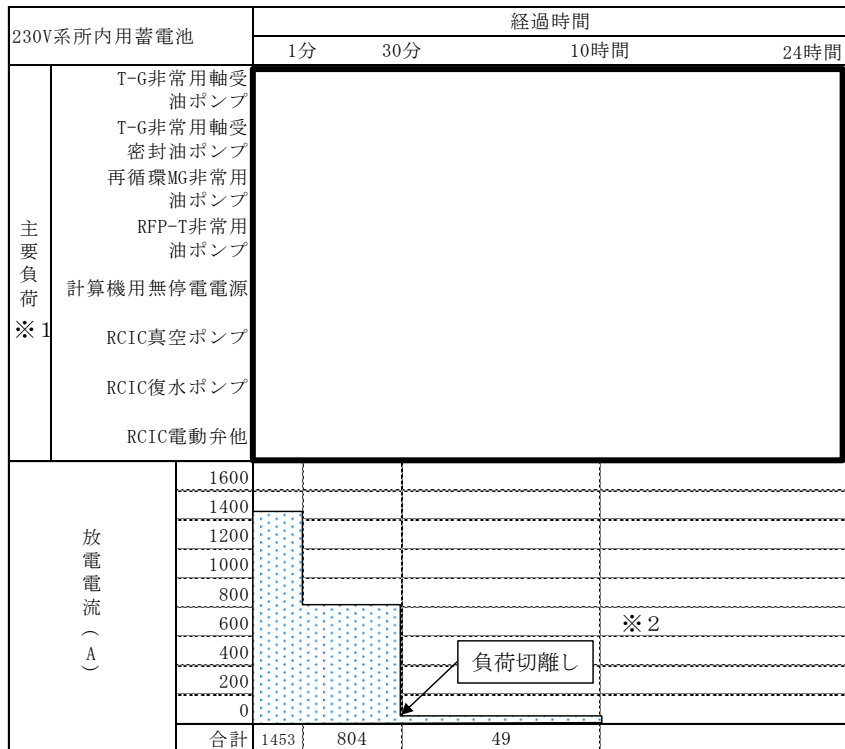 230V系所内用蓄電池
経過時間
1分 30分 10時間 24時間
主要負荷
※1
T-G非常用軸受
油ポンプ
T-G非常用軸受
密封油ポンプ
再循環MG非常用
油ポンプ
RFP-T非常用
油ポンプ
計算機用無停電電源
RCIC真空ポンプ
RCIC復水ポンプ
RCIC電動弁他
放電電流(A)
1600
1400
1200
1000
800
600
400
200
0
※2
負荷切離し
合計 1453 804 49